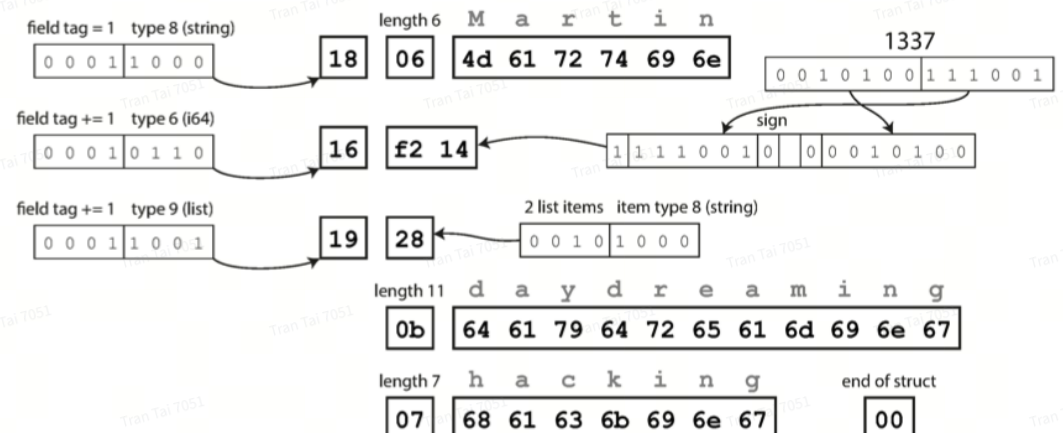 length 6 M a r t i n
field tag = 1 type 8 (string)
0 0 0 1 1 0 0 0 18 06 4d 61 72 74 69 6e
1337
0 0 1 0 1 0 0 1 1 1 0 0 1
field tag += 1 type 6 (i64)
sign
0 0 0 1 0 1 1 0 16 f2 14 1 1 1 1 0 0 1 0 0 0 0 1 0 1 0 0
field tag += 1 type 9 (list)
2 list items item type 8 (string)
0 0 0 1 1 0 0 1 19 28 0 0 1 0 1 0 0 0
length 11 d a y d r e a m i n g
0b 64 61 79 64 72 65 61 6d 69 6e 67
length 7 h a c k i n g end of struct
07 68 61 63 6b 69 6e 67 00
Tran Tai 7051